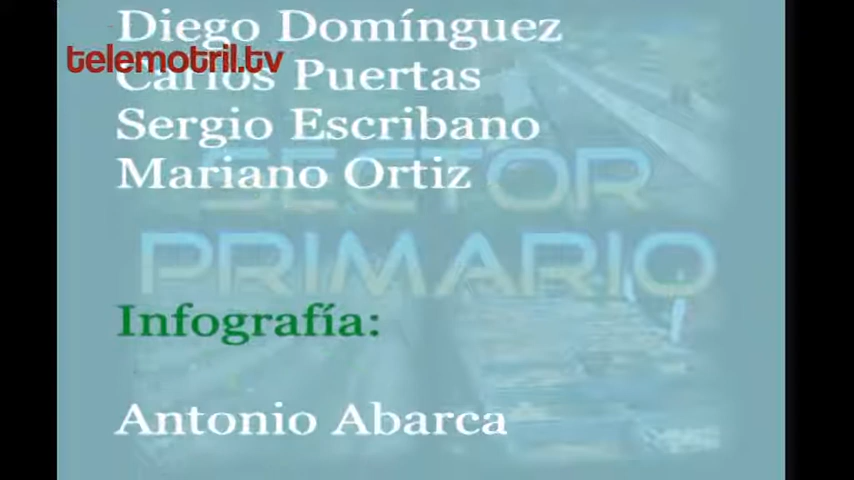 Diego Domínguez
telemotril.tv
Carlos Puertas
Sergio Escribano
Mariano Ortiz
SECTOR
PRIMARIO
Infografía:
Antonio Abarca